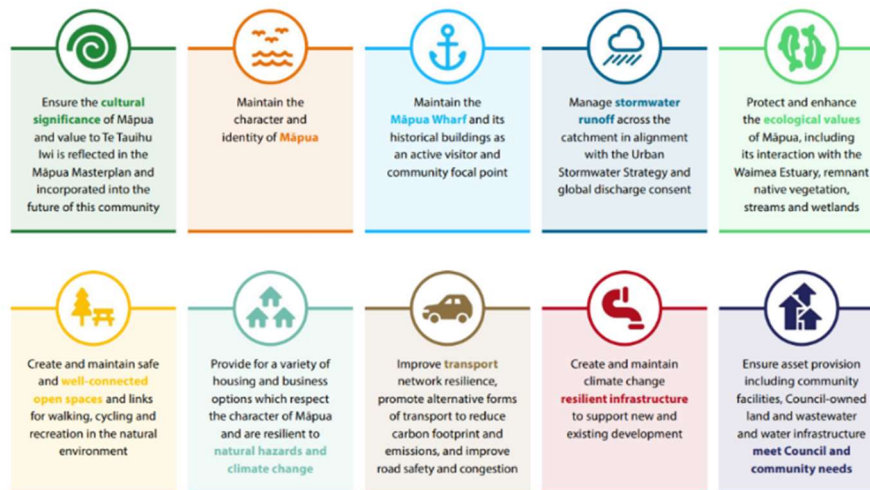 Ensure the cultural
significance of Māpua
and value to Te Tauihu
Iwi is reflected in the
Māpua Masterplan and
incorporated into the
future of this community
Maintain the
character and
identity of Māpua
Maintain the
Māpua Wharf and its
historical buildings as
an active visitor and
community focal point
Manage stormwater
runoff across the
catchment in alignment
with the Urban
Stormwater Strategy and
global discharge consent
Protect and enhance
the ecological values
of Māpua, including
its interaction with the
Waimea Estuary, remnant
native vegetation,
streams and wetlands
Create and maintain safe
and well-connected
open spaces and links
for walking, cycling and
recreation in the natural
environment
Provide for a variety of
housing and business
options which respect
the character of Māpua
and are resilient to
natural hazards and
climate change
Improve transport
network resilience,
promote alternative forms
of transport to reduce
carbon footprint and
emissions, and improve
road safety and congestion
Create and maintain
climate change
resilient infrastructure
to support new and
existing development
Ensure asset provision
including community
facilities, Council-owned
land and wastewater
and water infrastructure
meet Council and
community needs